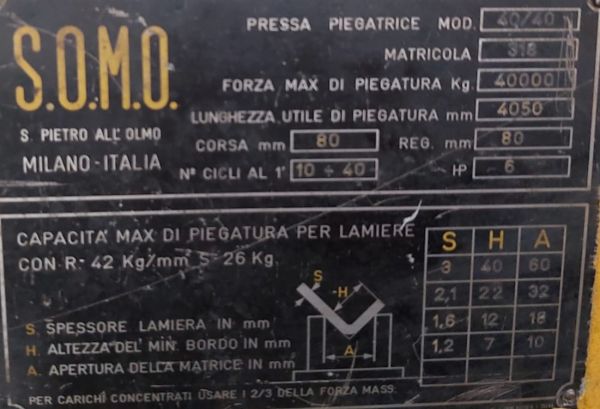 S.O.M.O.
S. PIETRO ALL'OLMO
MILANO-ITALIA
PRESSA PIEGATRICE MOD. 40/40
MATRICOLA 318
FORZA MAX DI PIEGATURA Kg. 40000
LUNGHEZZA UTILE DI PIEGATURA mm 4050
CORSA mm 80 REG. mm 80
N° CICLI AL 1' 10 ÷ 40 HP 6
CAPACITA' MAX DI PIEGATURA PER LAMIERE
CON R- 42 Kg/mm S- 26 Kg.
S. SPESSORE LAMIERA IN mm
H. ALTEZZA DEL MIN. BORDO IN mm
A. APERTURA DELLA MATRICE IN mm
S
H
A
S H A
3 40 60
2,1 22 32
1,6 12 18
1,2 7 10
PER CARICHI CONCENTRATI USARE I 2/3 DELLA FORZA MASS.